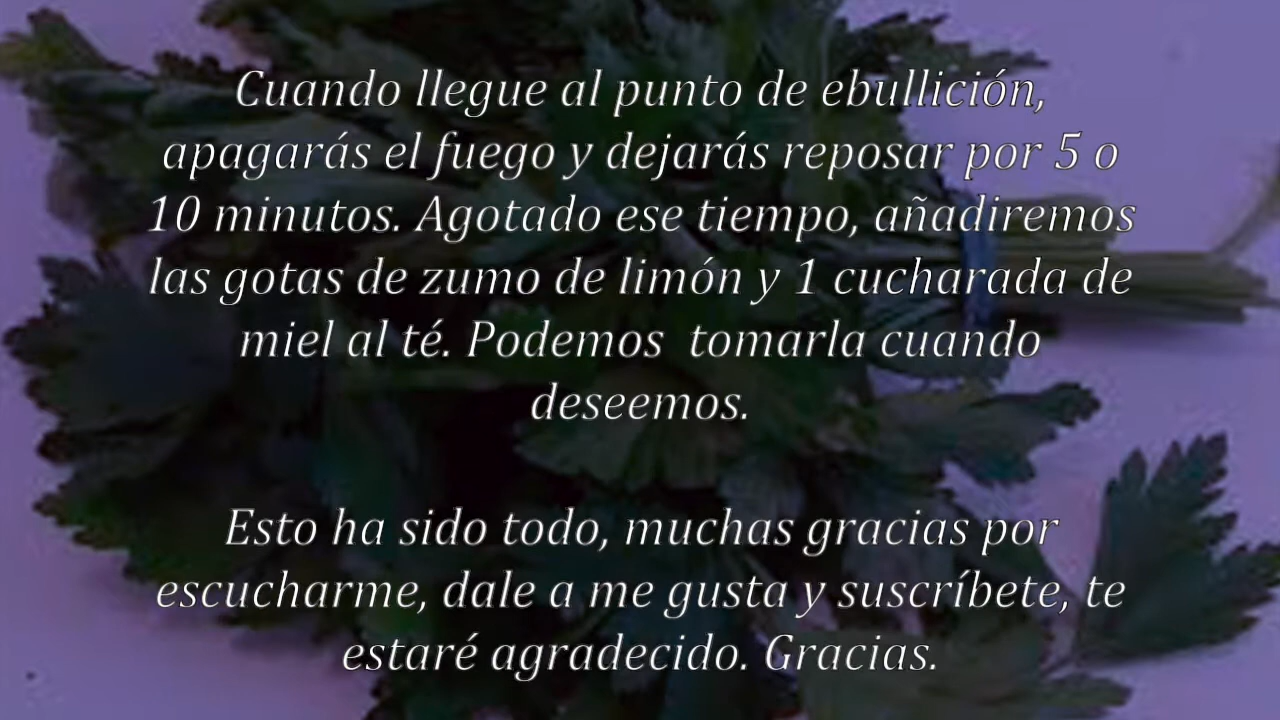 Cuando llegue al punto de ebullición,
apagarás el fuego y dejarás reposar por 5 o
10 minutos. Agotado ese tiempo, añadiremos
las gotas de zumo de limón y 1 cucharada de
miel al té. Podemos  tomarla cuando
deseemos.
Esto ha sido todo, muchas gracias por
escucharme, dale a me gusta y suscríbete, te
estaré agradecido. Gracias.